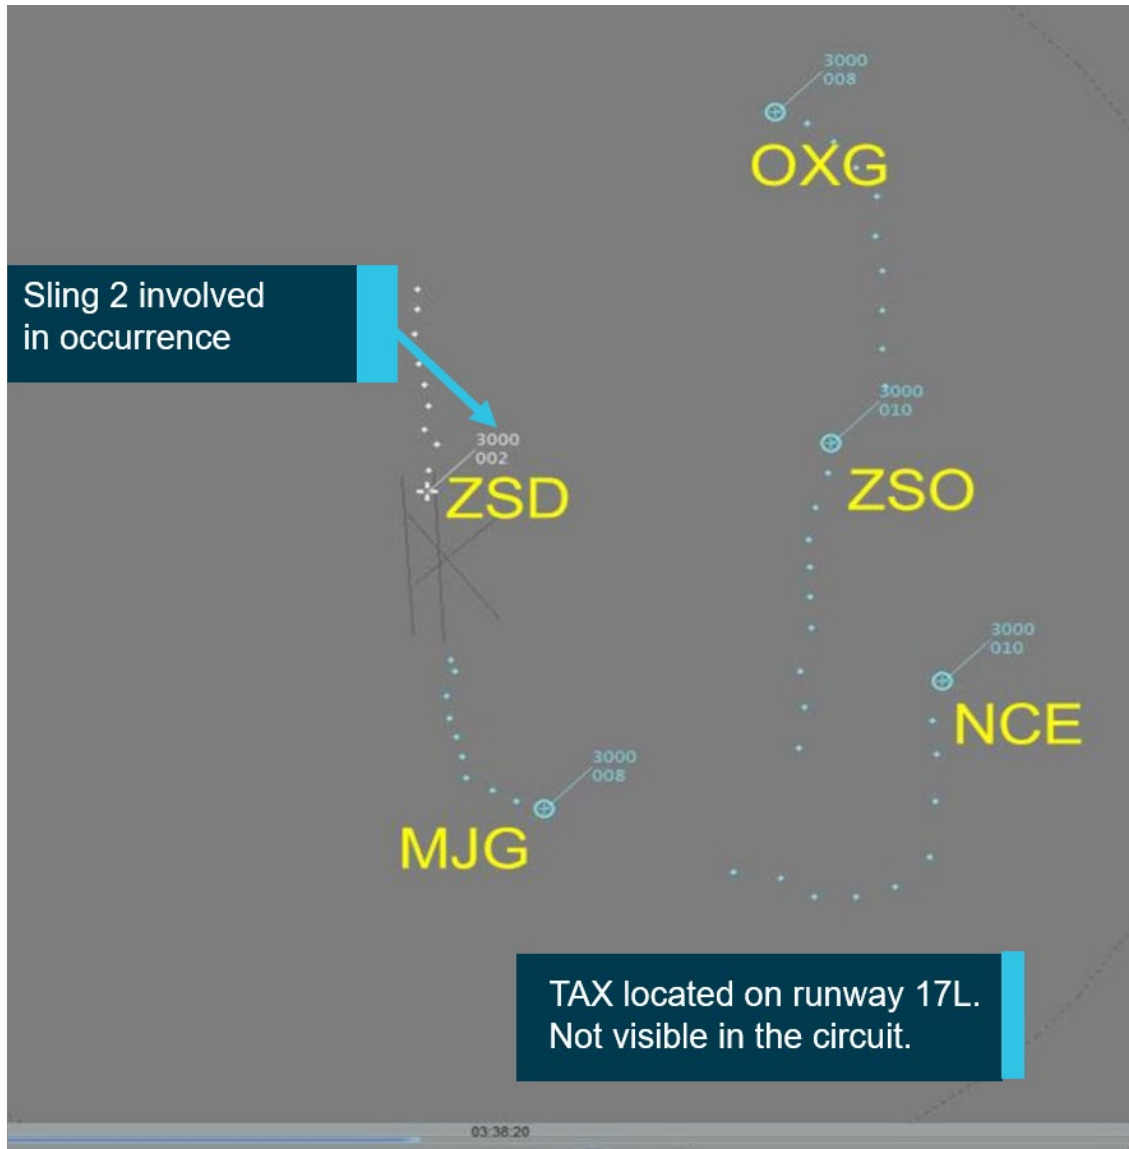 3000
008
OXG
Sling 2 involved
in occurrence
3000
010
ZSO
3000
002
ZSD
3000
010
NCE
3000
008
MJG
TAX located on runway 17L.
Not visible in the circuit.
03:38:20